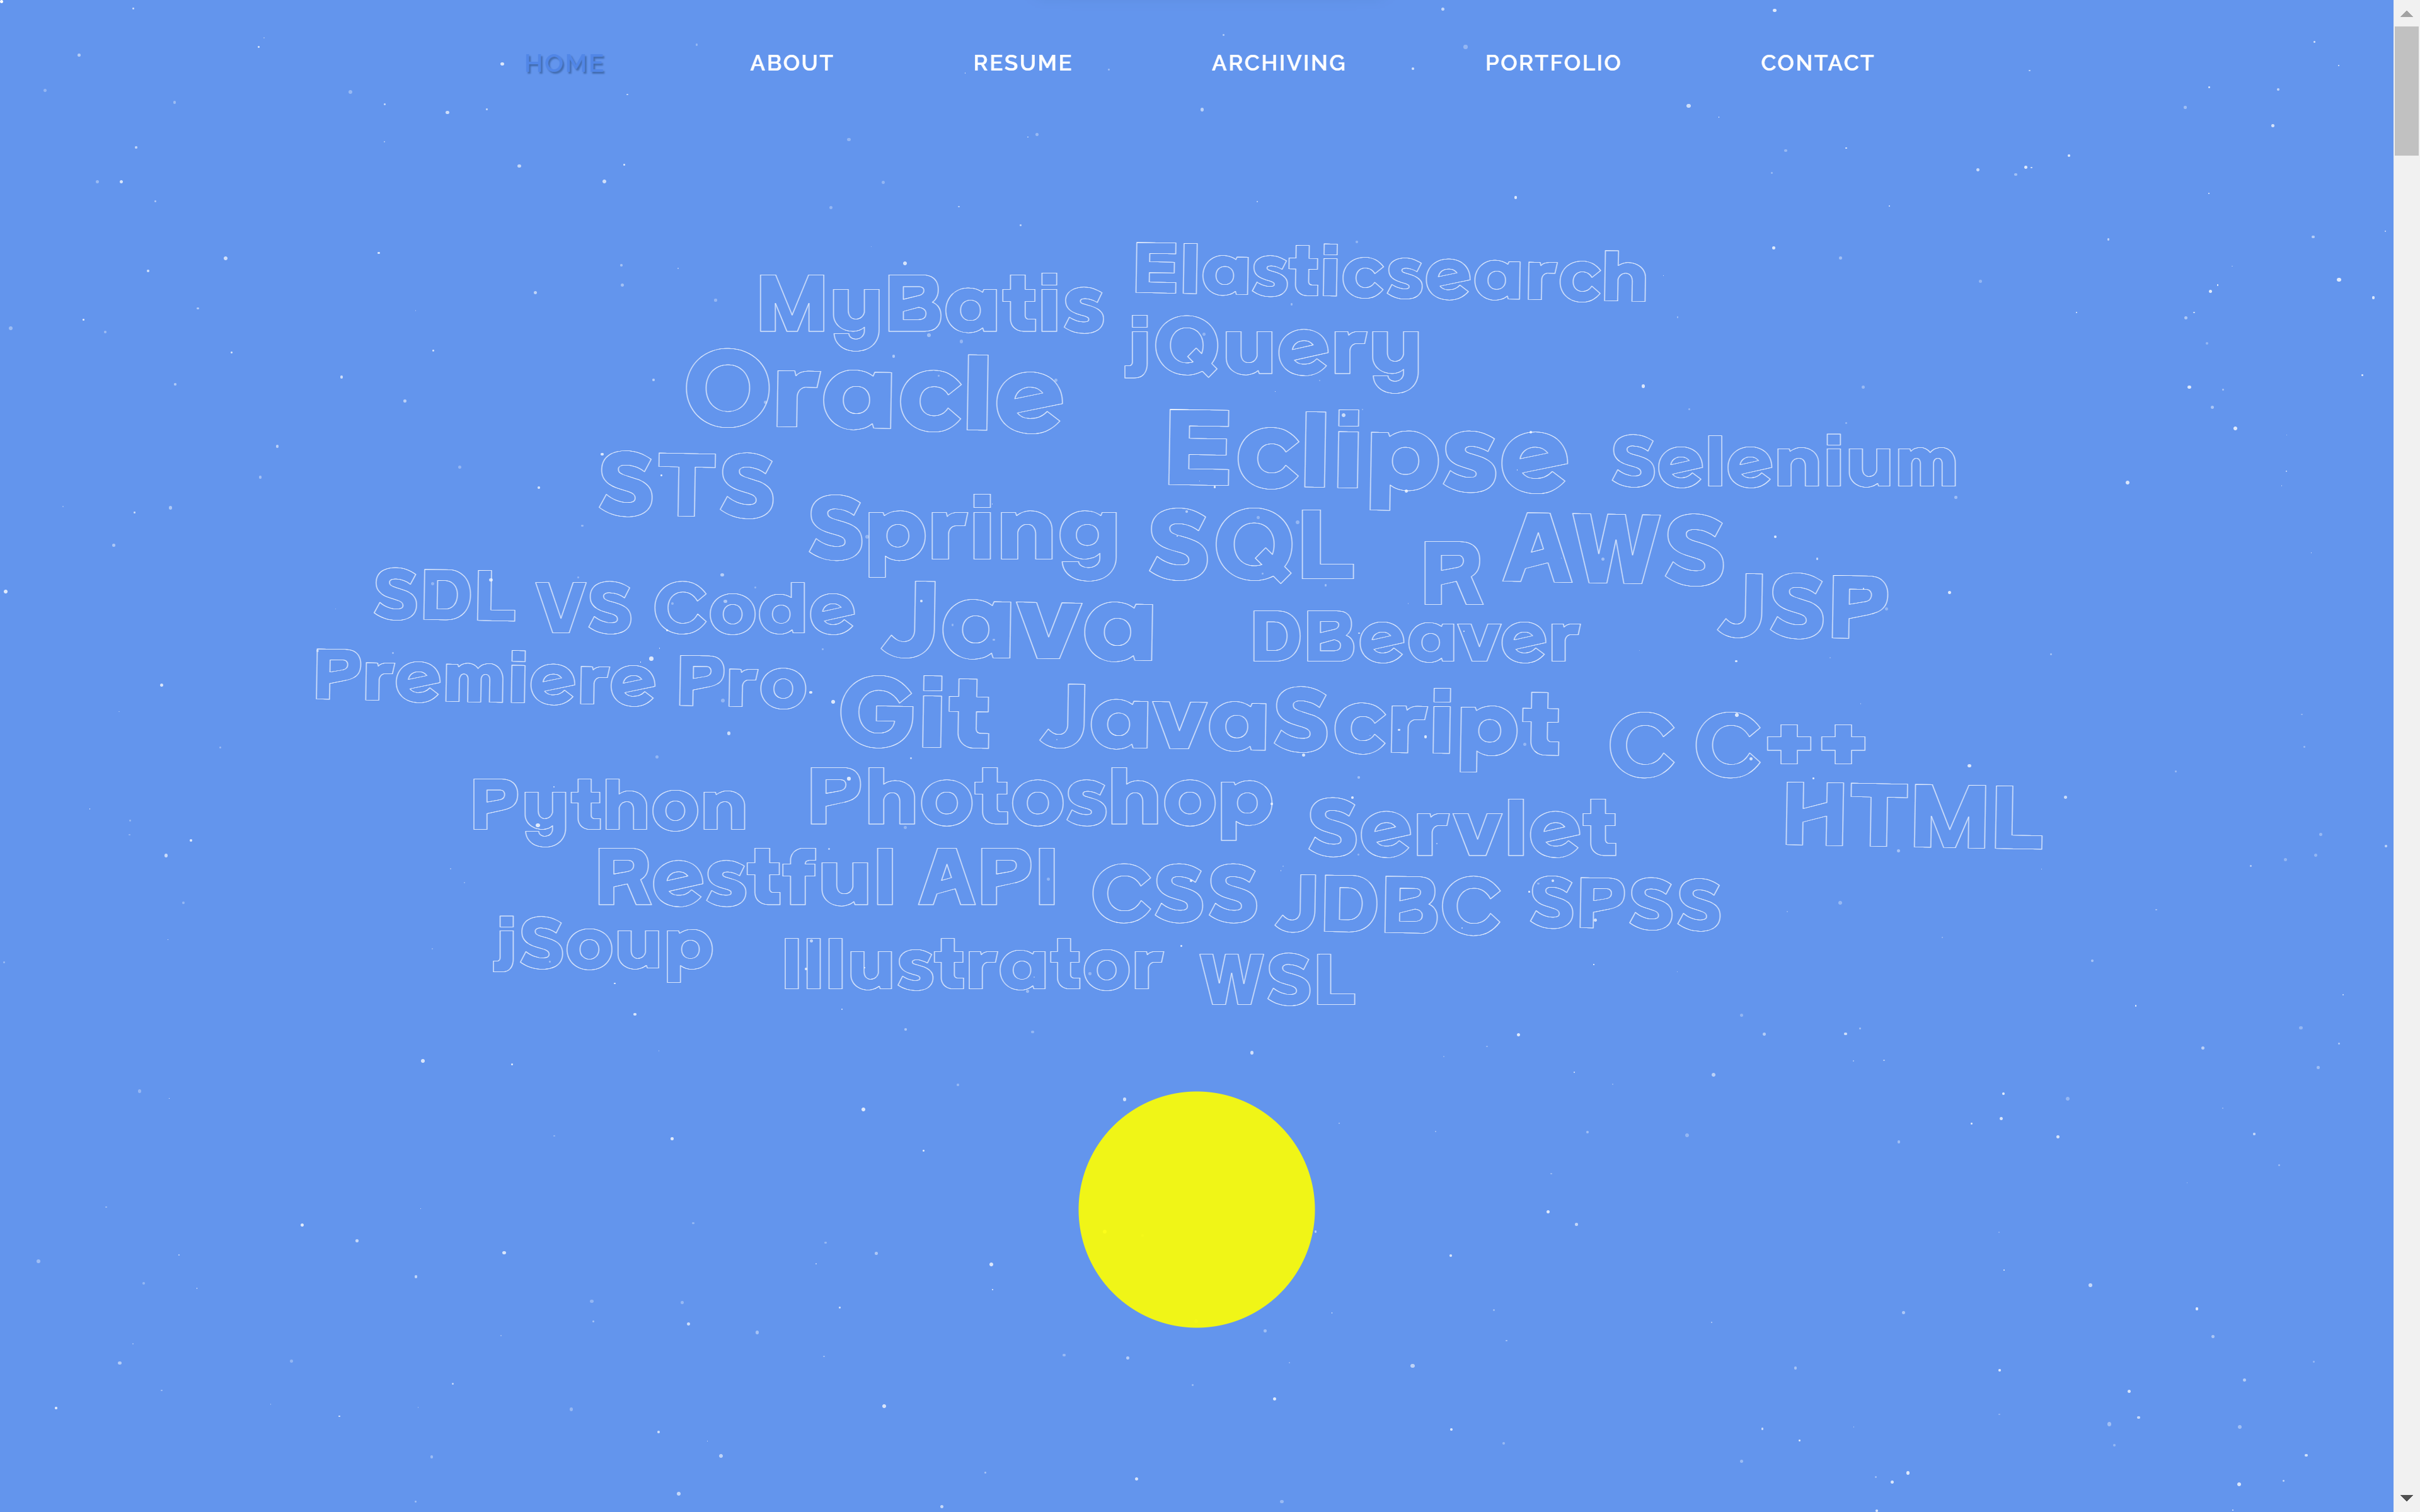 HOME ABOUT RESUME ARCHIVING PORTFOLIO CONTACT
MyBatis Elasticsearch
jQuery
Oracle
Eclipse Selenium
STS
Spring SQL R AWS
SDL VS Code Java DBeaver JSP
Premiere Pro Git JavaScript C C++
Python Photoshop Servlet HTML
Restful API CSS JDBC SPSS
jSoup Illustrator WSL